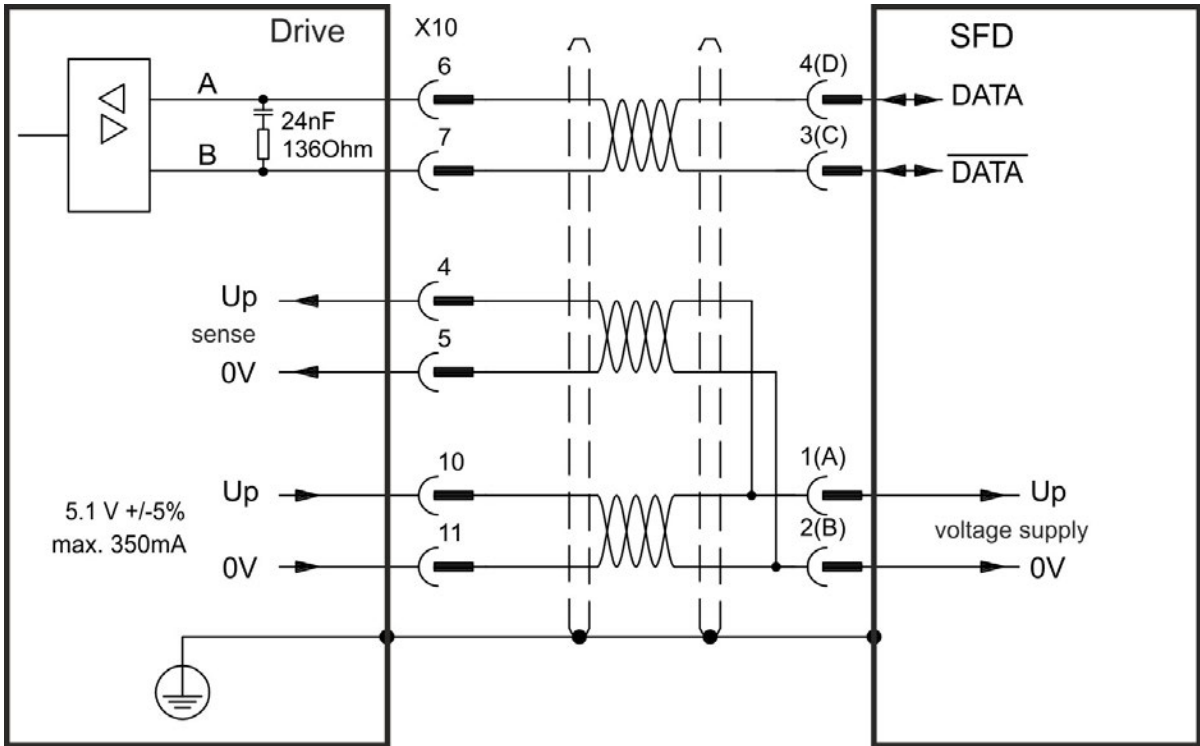 Drive
X10
SFD
6
4(D)
A
DATA
24nF
136Ohm
7
3(C)
B
DATA
4
Up
sense
5
0V
10
1(A)
Up
Up
5.1 V +/-5%
max. 350mA
11
2(B)
voltage supply
0V
0V